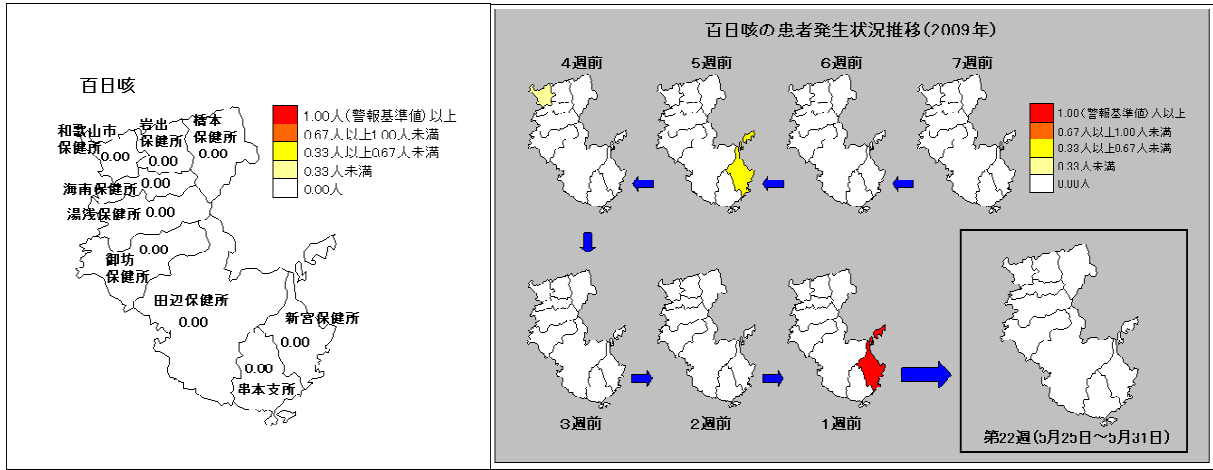 百日咳
1.00人(警報基準値)以上
0.67人以上1.00人未満
0.33人以上0.67人未満
0.33人未満
0.00人
和歌山市
保健所
0.00
岩出
保健所
0.00
橋本
保健所
0.00
海南保健所
0.00
湯浅保健所
0.00
御坊
保健所
0.00
田辺保健所
0.00
新宮保健所
0.00
0.00
串本支所
百日咳の患者発生状況推移(2009年)
4週前
5週前
6週前
7週前
1.00(警報基準値)人以上
0.67人以上1.00人未満
0.33人以上0.67人未満
0.33人未満
0.00人
3週前
2週前
1週前
第22週(5月25日～5月31日)